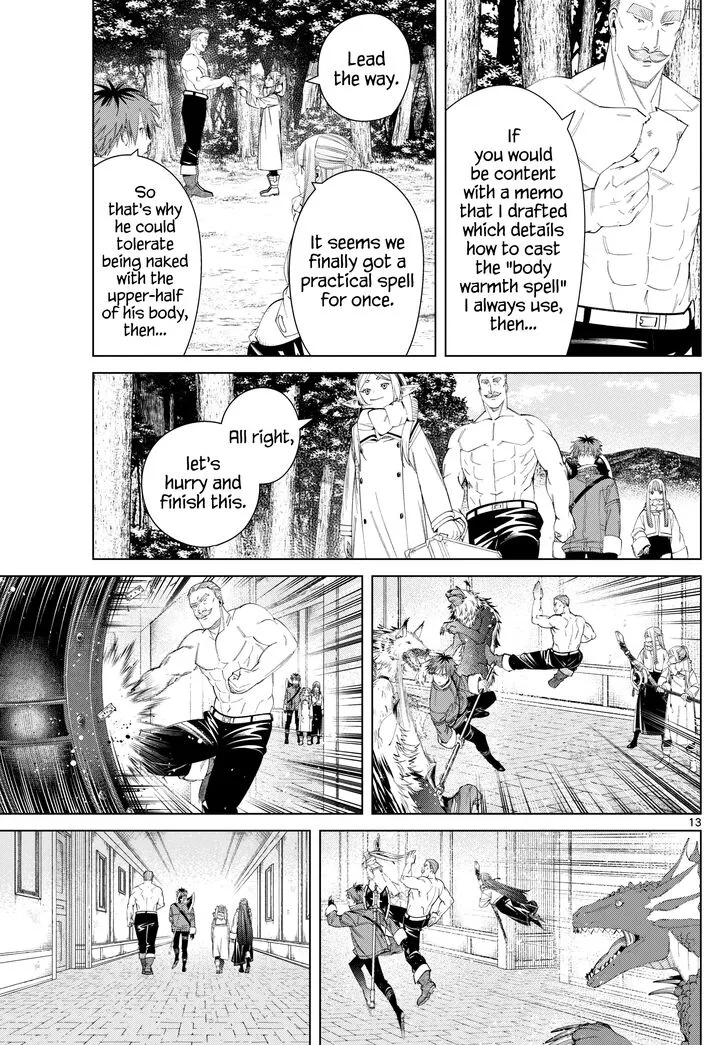 If
you would
be content
with a memo
that I drafted
which details
how to cast
the "body
warmth spell"
I always use,
then...
Lead
the way.
It seems we
finally got a
practical spell
for once.
So
that's why
he could
tolerate
being naked
with the
upper-half
of his body,
then...
All right,
let's
hurry and
finish this.
13